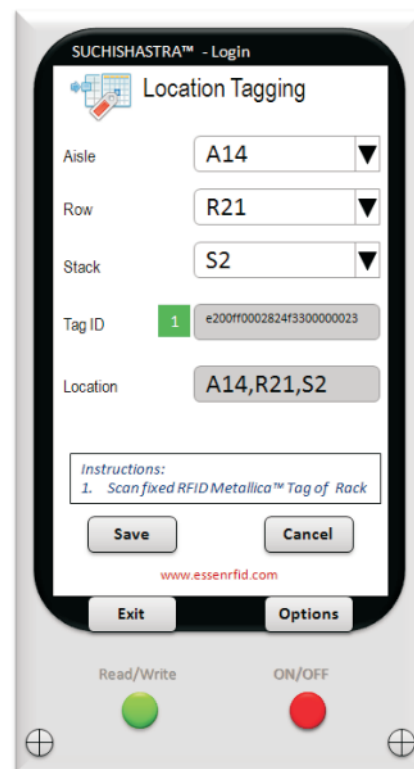 SUCHISHASTRA™ - Login
Location Tagging
Aisle A14
Row R21
Stack S2
Tag ID 1 e200ff0002824f3300000023
Location A14,R21,S2
Instructions:
1. Scan fixed RFID Metallica™ Tag of Rack
Save Cancel
www.essenrfid.com
Exit Options
Read/Write ON/OFF